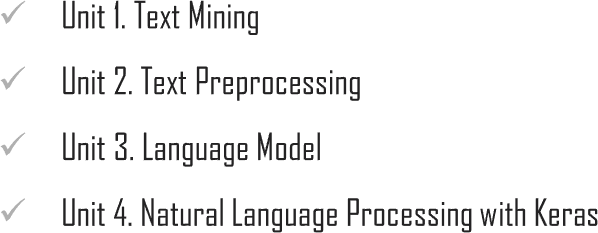 ✓ Unit 1. Text Mining
✓ Unit 2. Text Preprocessing
✓ Unit 3. Language Model
✓ Unit 4. Natural Language Processing with Keras